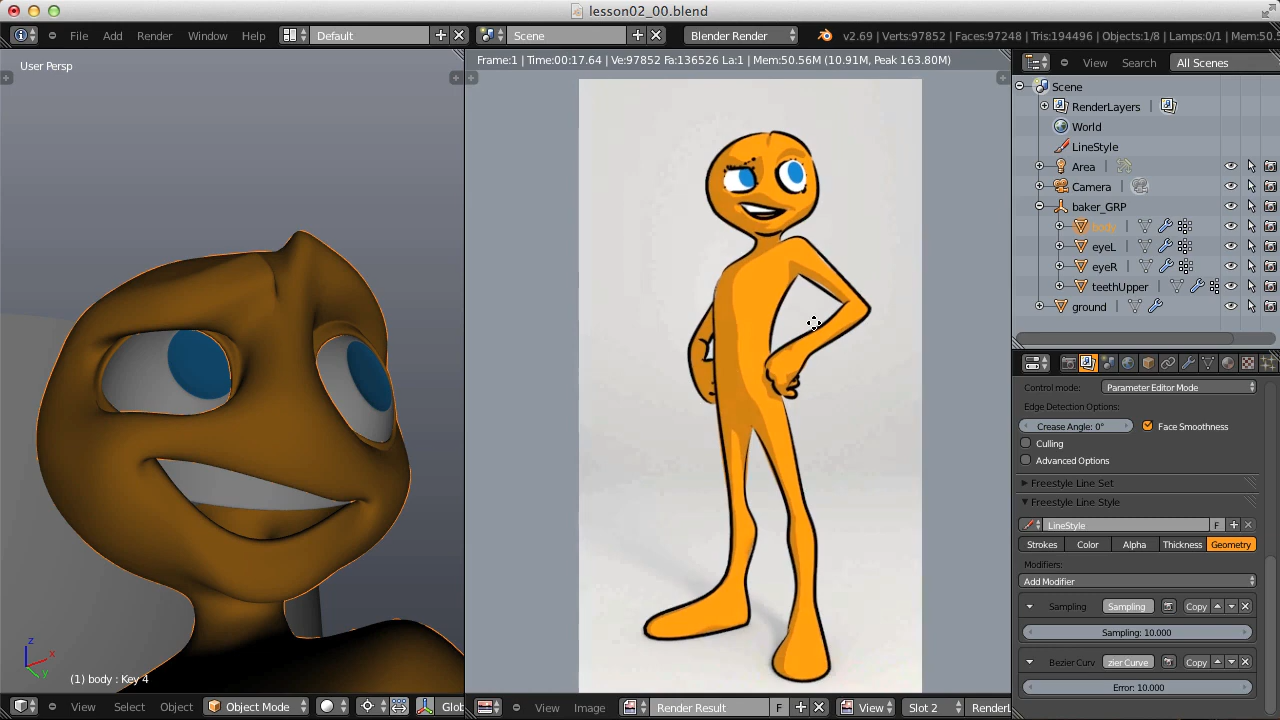 lesson02_00.blend
File Add Render Window Help Default Scene Blender Render v2.69 | Verts:97852 | Faces:97248 | Tris:194496 | Objects:1/8 | Lamps:0/1 | Mem:50.5
User Persp
Frame:1 | Time:00:17.64 | Ve:97852 Fa:136526 La:1 | Mem:50.56M (10.91M, Peak 163.80M)
View Search All Scenes
Scene
RenderLayers |
World
LineStyle
Area |
Camera |
baker_GRP
body |
eyeL |
eyeR |
teethUpper |
ground |
Control mode: Parameter Editor Mode
Edge Detection Options:
Crease Angle: 0° Face Smoothness
Culling
Advanced Options
Freestyle Line Set
Freestyle Line Style
LineStyle F
Strokes Color Alpha Thickness Geometry
Modifiers:
Add Modifier
Sampling Sampling Copy
Sampling: 10.000
Bezier Curv zier Curve Copy
Error: 10.000
z
x
y
(1) body : Key 4
View Select Object Object Mode Glob
View Image Render Result F View Slot 2 RenderL